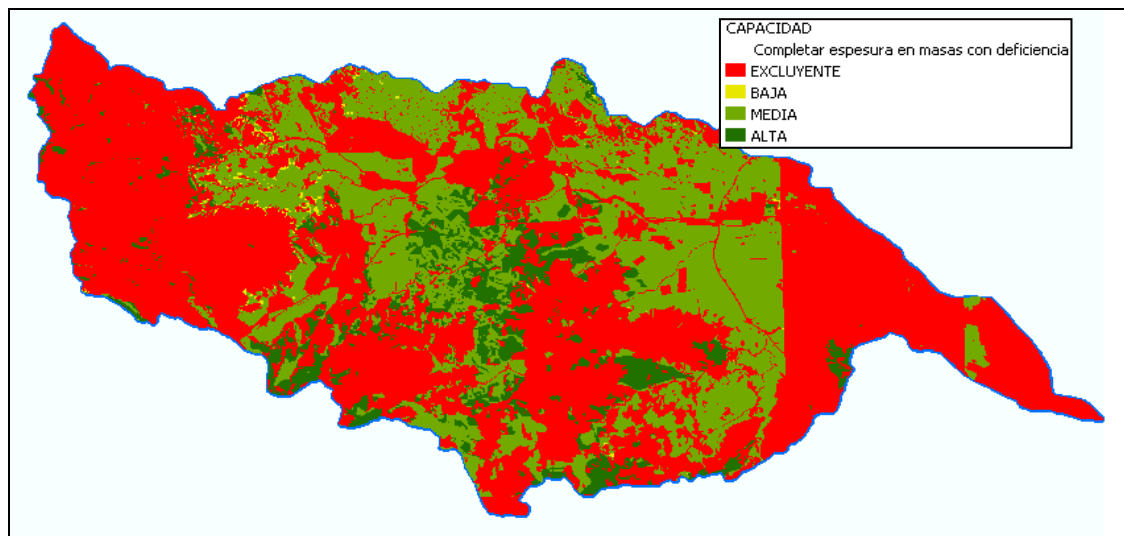 CAPACIDAD
Completar espesura en masas con deficiencia
EXCLUYENTE
BAJA
MEDIA
ALTA